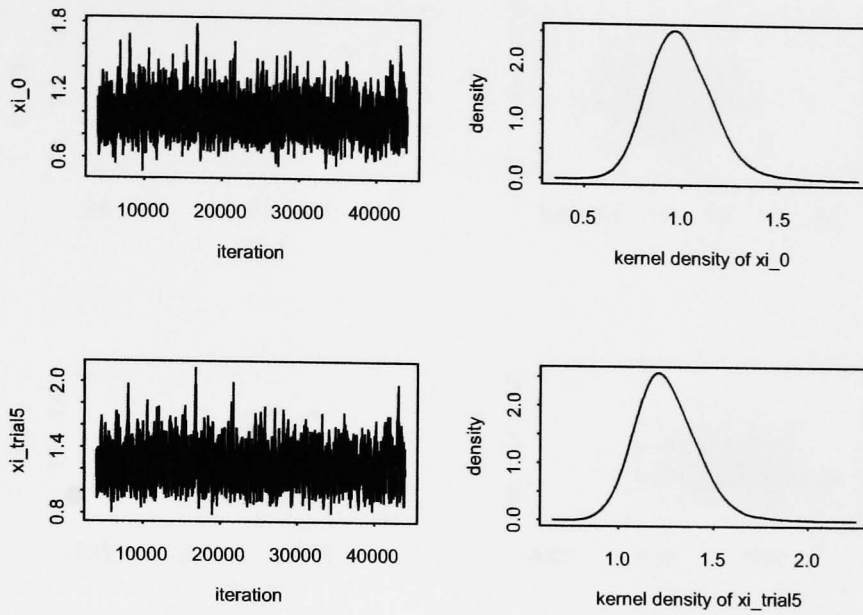 xi_0
1.8
1.2
0.6
10000 20000 30000 40000
iteration
density
2.0
1.0
0.0
0.5 1.0 1.5
kernel density of xi_0
xi_trial5
2.0
1.4
0.8
10000 20000 30000 40000
iteration
density
2.0
1.0
0.0
1.0 1.5 2.0
kernel density of xi_trial5